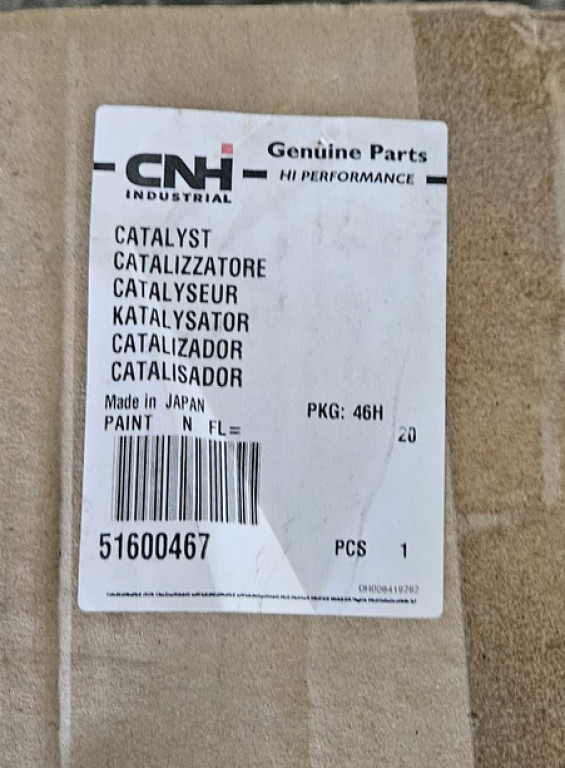 CNH
INDUSTRIAL
Genuine Parts
HI PERFORMANCE
CATALYST
CATALIZZATORE
CATALYSEUR
KATALYSATOR
CATALIZADOR
CATALISADOR
Made in JAPAN
PKG: 46H
PAINT N FL=
20
51600467
PCS 1